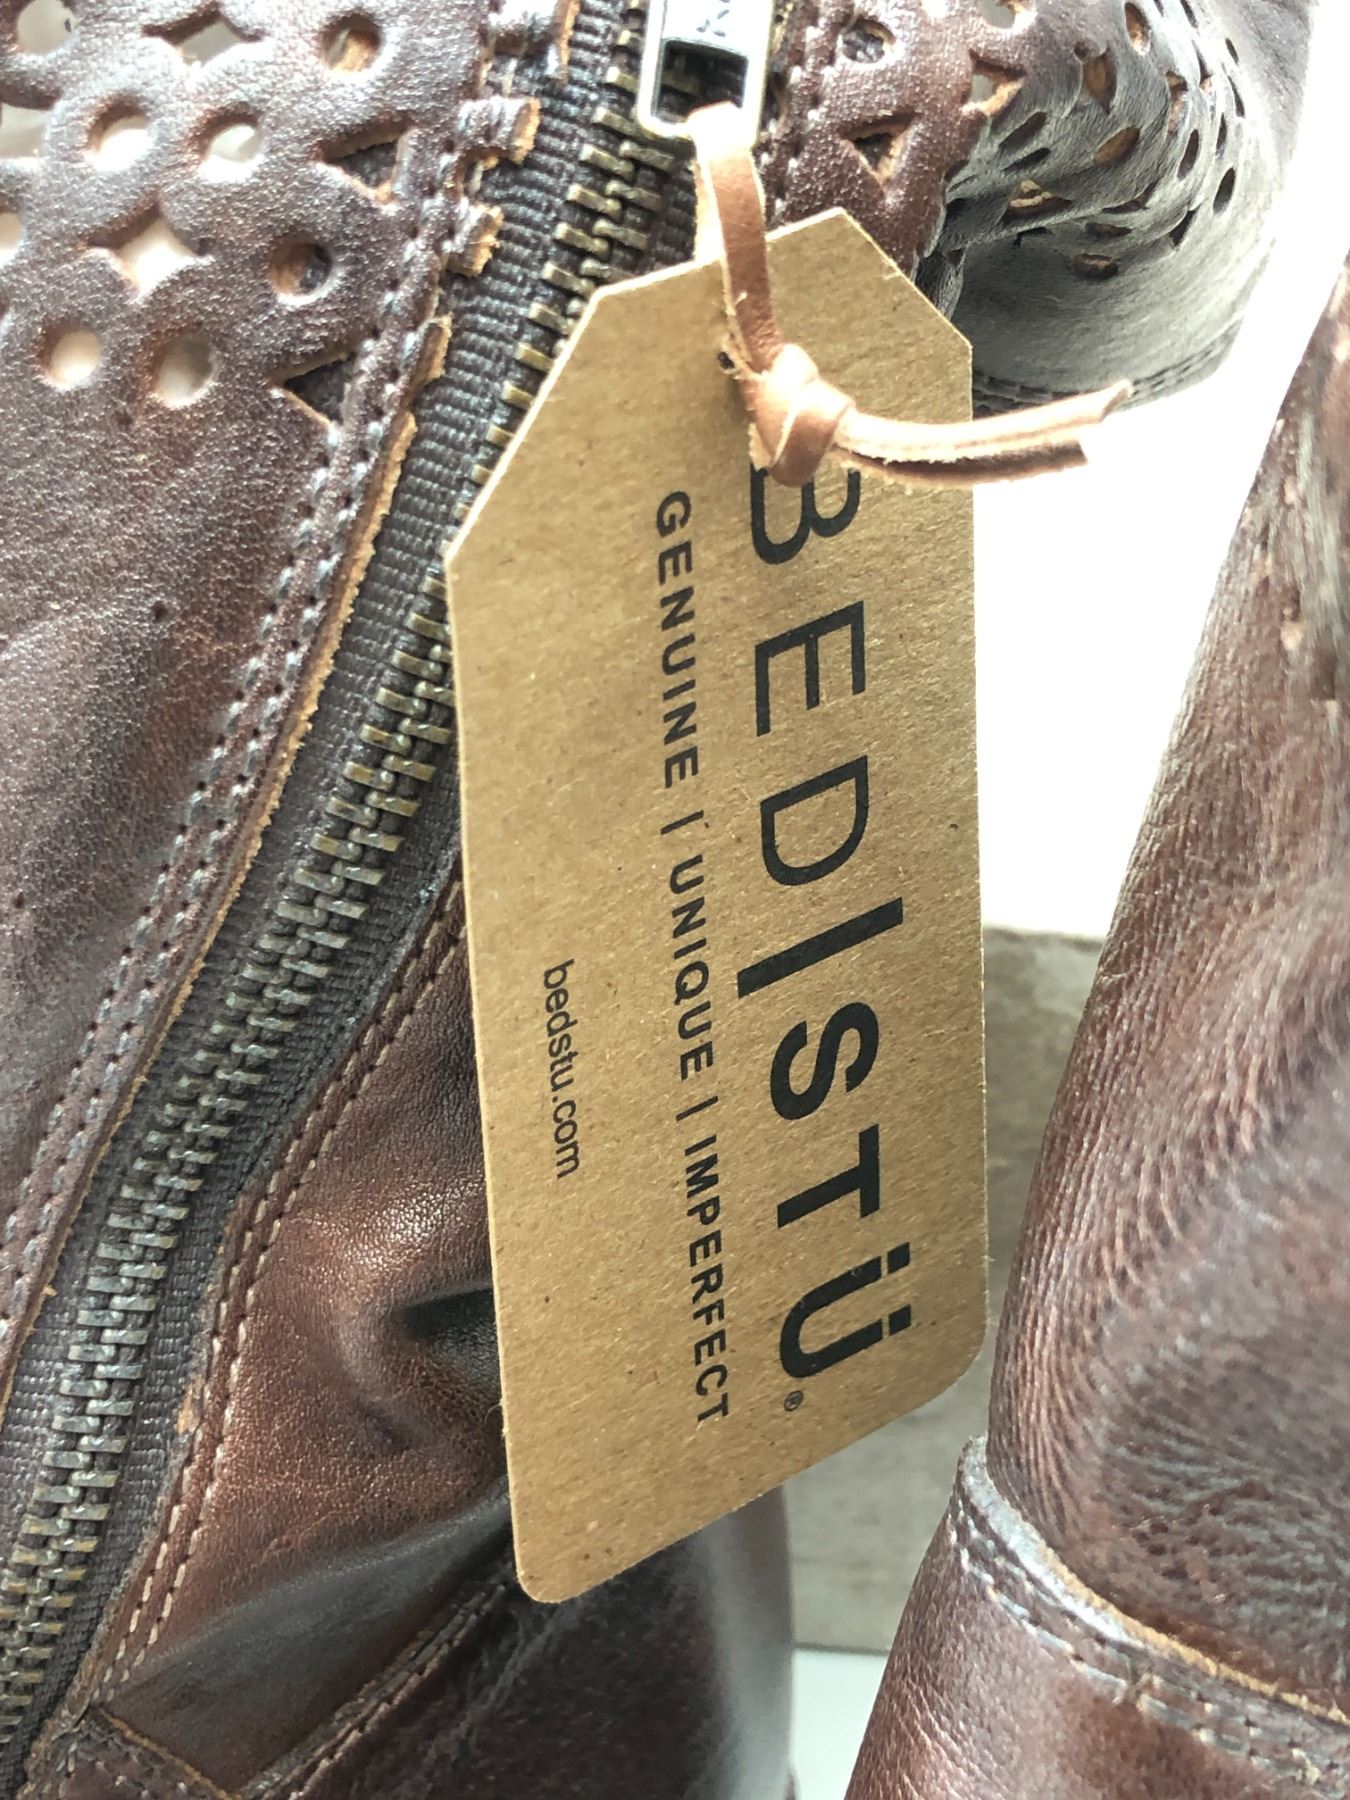 BED|STÜ®
GENUINE | UNIQUE | IMPERFECT
bedstu.com